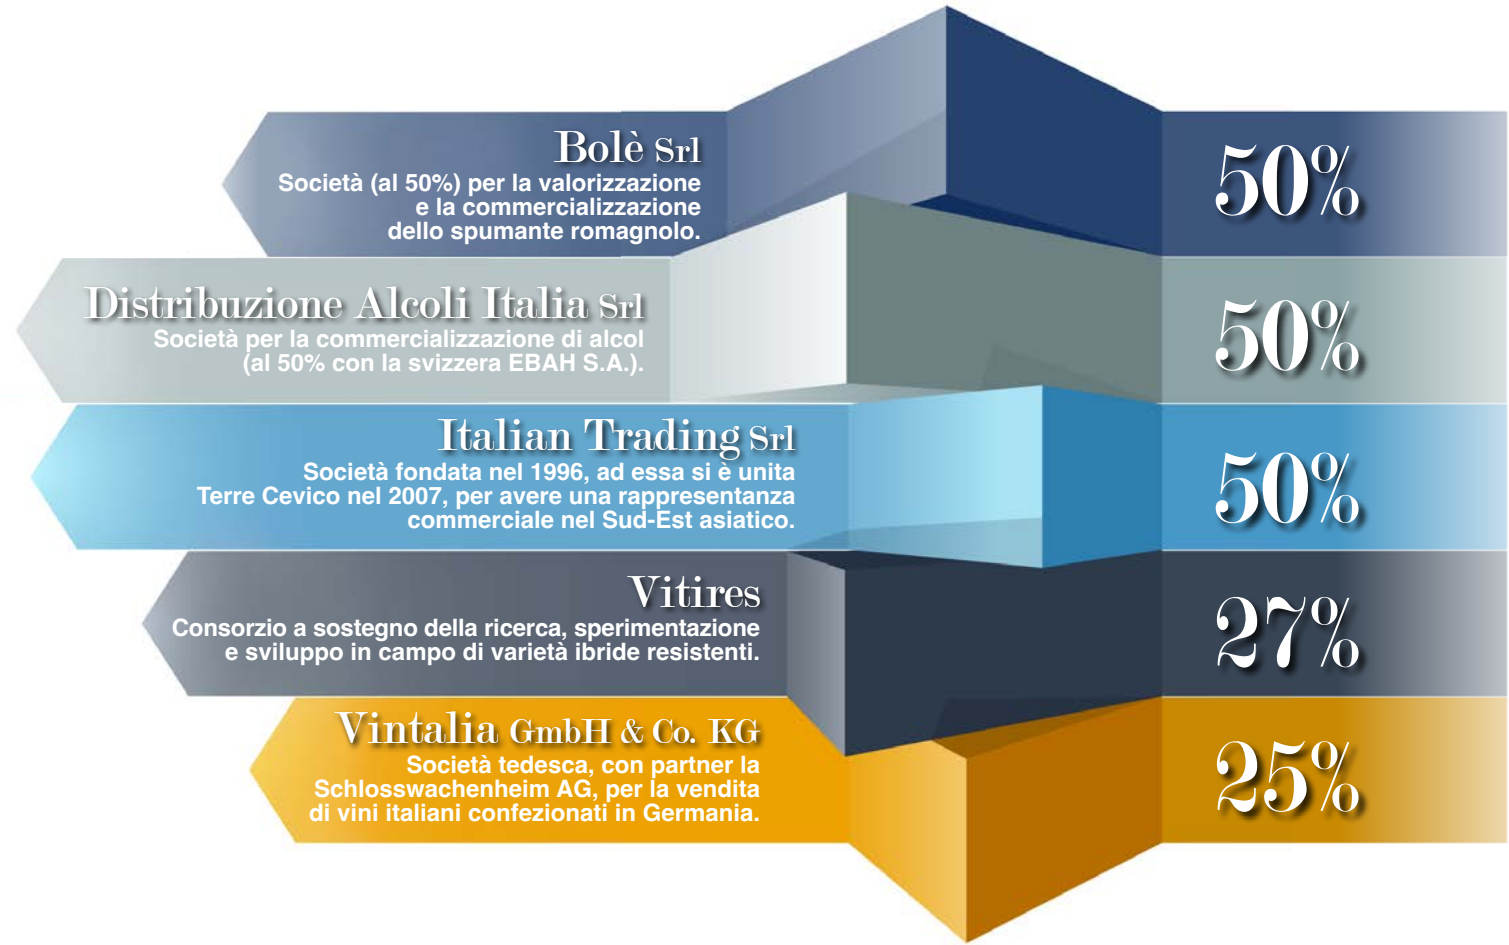 Bolè Srl
Società (al 50%) per la valorizzazione
e la commercializzazione
dello spumante romagnolo.
50%
Distribuzione Alcoli Italia Srl
Società per la commercializzazione di alcol
(al 50% con la svizzera EBAH S.A.).
50%
Italian Trading Srl
Società fondata nel 1996, ad essa si è unita
Terre Cevico nel 2007, per avere una rappresentanza
commerciale nel Sud-Est asiatico.
50%
Vitires
Consorzio a sostegno della ricerca, sperimentazione
e sviluppo in campo di varietà ibride resistenti.
27%
Vintalia GmbH & Co. KG
Società tedesca, con partner la
Schlosswachenheim AG, per la vendita
di vini italiani confezionati in Germania.
25%